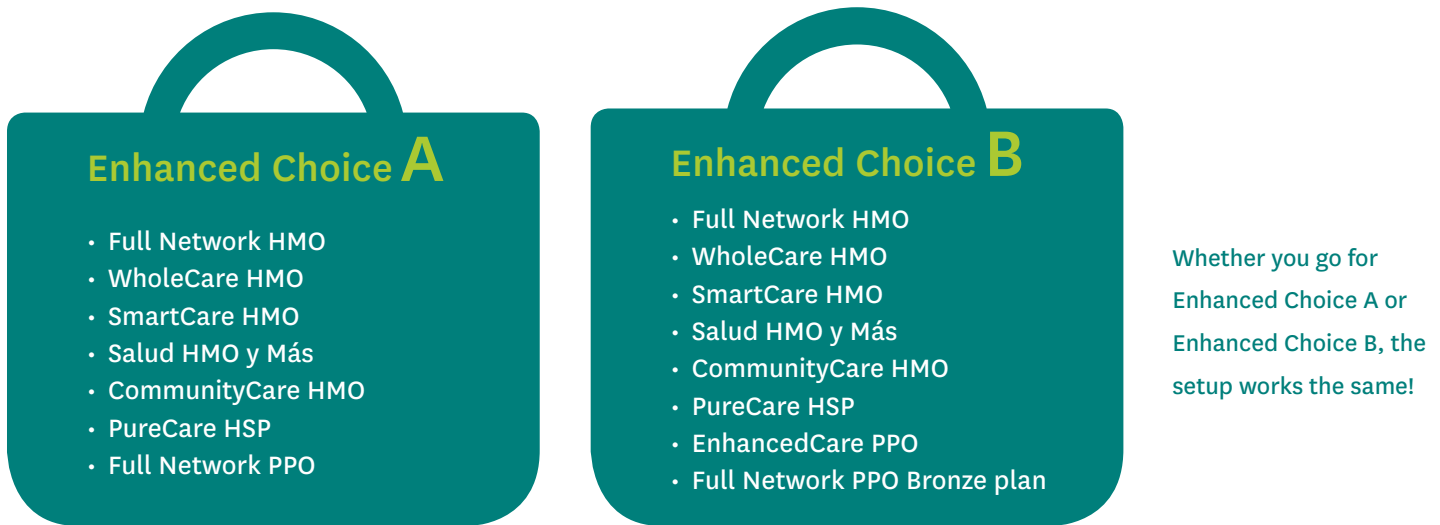 Enhanced Choice A
• Full Network HMO
• WholeCare HMO
• SmartCare HMO
• Salud HMO y Más
• CommunityCare HMO
• PureCare HSP
• Full Network PPO
Enhanced Choice B
• Full Network HMO
• WholeCare HMO
• SmartCare HMO
• Salud HMO y Más
• CommunityCare HMO
• PureCare HSP
• EnhancedCare PPO
• Full Network PPO Bronze plan
Whether you go for
Enhanced Choice A or
Enhanced Choice B, the
setup works the same!